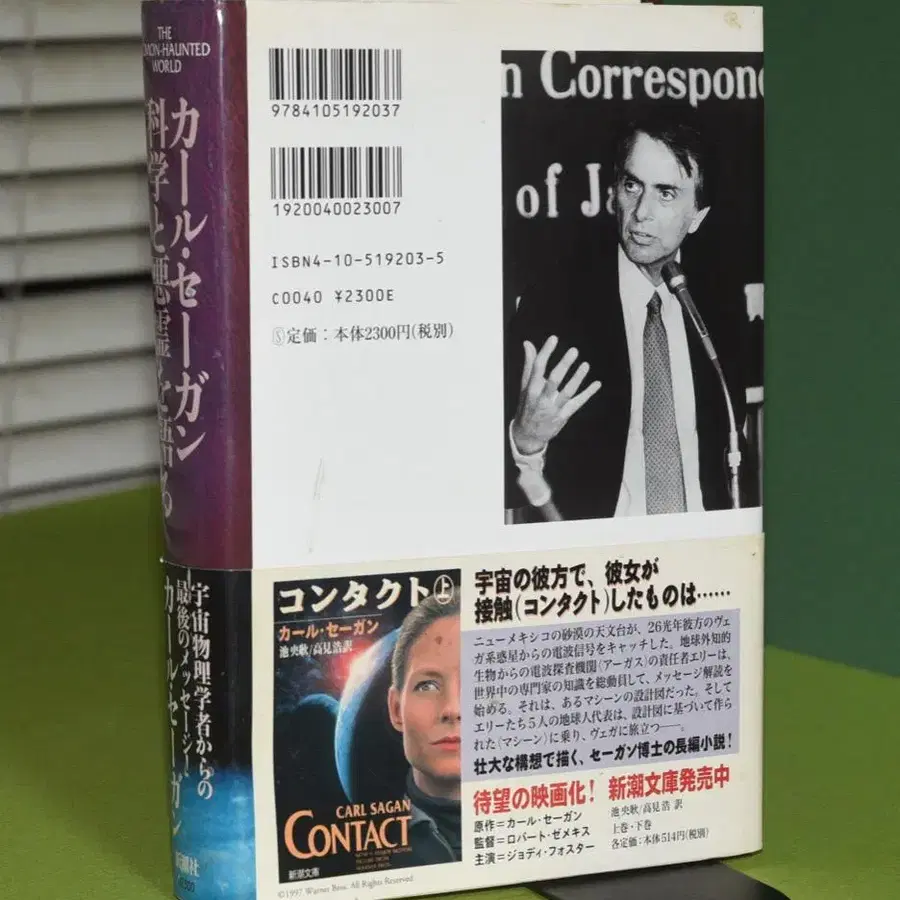 THE
DEMON-HAUNTED
WORLD
カール・セーガン
科学と悪霊を語る
宇宙物理学者からの
最後のメッセージ!
カール・セーガン
新潮社
9784105192037
1920040023007
ISBN4-10-519203-5
C0040 ¥2300E
Ⓢ定価:本体2300円(税別)
n Correspond
of Ja
コンタクト上
カール・セーガン
池央耿/高見浩訳
CARL SAGAN
CONTACT
NOW A MAJOR MOTION
PICTURE FROM
WARNER BROS.
新潮文庫
©1997 Warner Bros. All Rights Reserved
宇宙の彼方で、彼女が
接触(コンタクト)したものは……
ニューメキシコの砂漠の天文台が、26光年彼方のヴェ
ガ系惑星からの電波信号をキャッチした。地球外知的
生物からの電波探査機関〈アーガス〉の責任者エリーは、
世界中の専門家の知識を総動員して、メッセージ解読を
始める。それは、あるマシーンの設計図だった。そして
エリーたち5人の地球人代表は、設計図に基づいて作ら
れた〈マシーン〉に乗り、ヴェガに旅立つ――。
壮大な構想で描く、セーガン博士の長編小説!
待望の映画化! 新潮文庫発売中
原作=カール・セーガン
監督=ロバート・ゼメキス
主演=ジョディ・フォスター
池央耿/高見浩 訳
上巻・下巻
各定価:本体514円(税別)